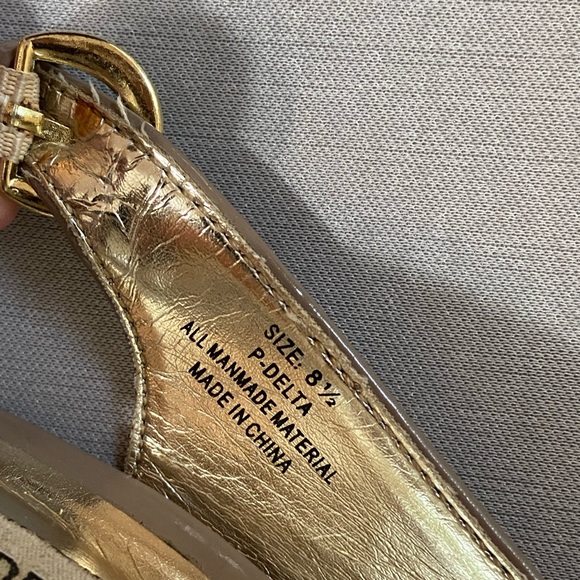 SIZE: 8½
P-DELTA
ALL MANMADE MATERIAL
MADE IN CHINA